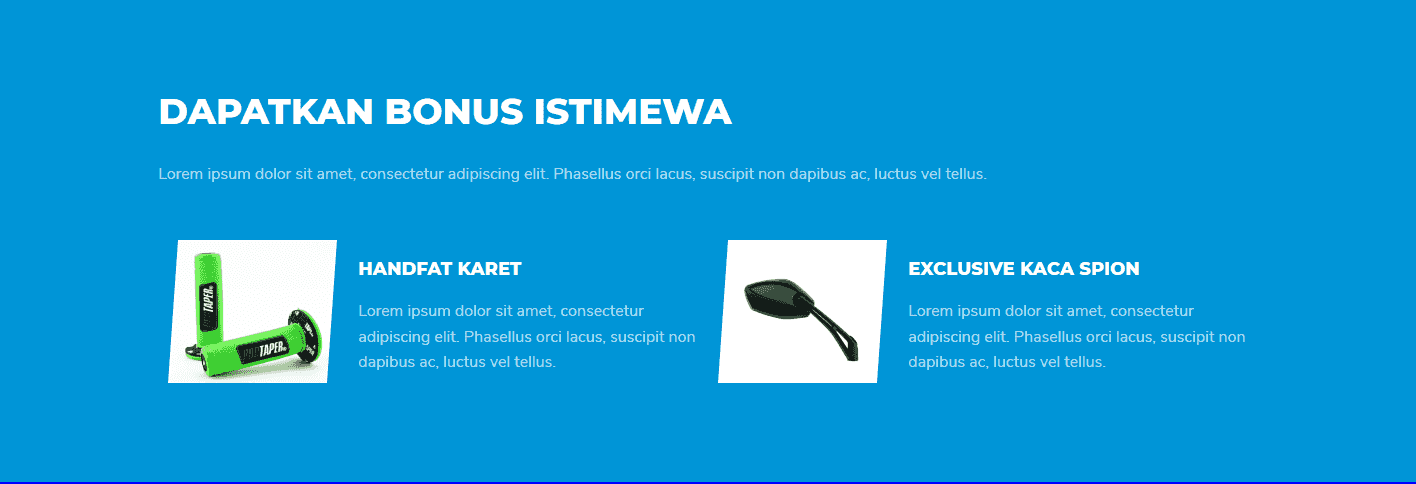 DAPATKAN BONUS ISTIMEWA
Lorem ipsum dolor sit amet, consectetur adipiscing elit. Phasellus orci lacus, suscipit non dapibus ac, luctus vel tellus.
TAPER
TAPER
HANDFAT KARET
Lorem ipsum dolor sit amet, consectetur
adipiscing elit. Phasellus orci lacus, suscipit non
dapibus ac, luctus vel tellus.
EXCLUSIVE KACA SPION
Lorem ipsum dolor sit amet, consectetur
adipiscing elit. Phasellus orci lacus, suscipit non
dapibus ac, luctus vel tellus.